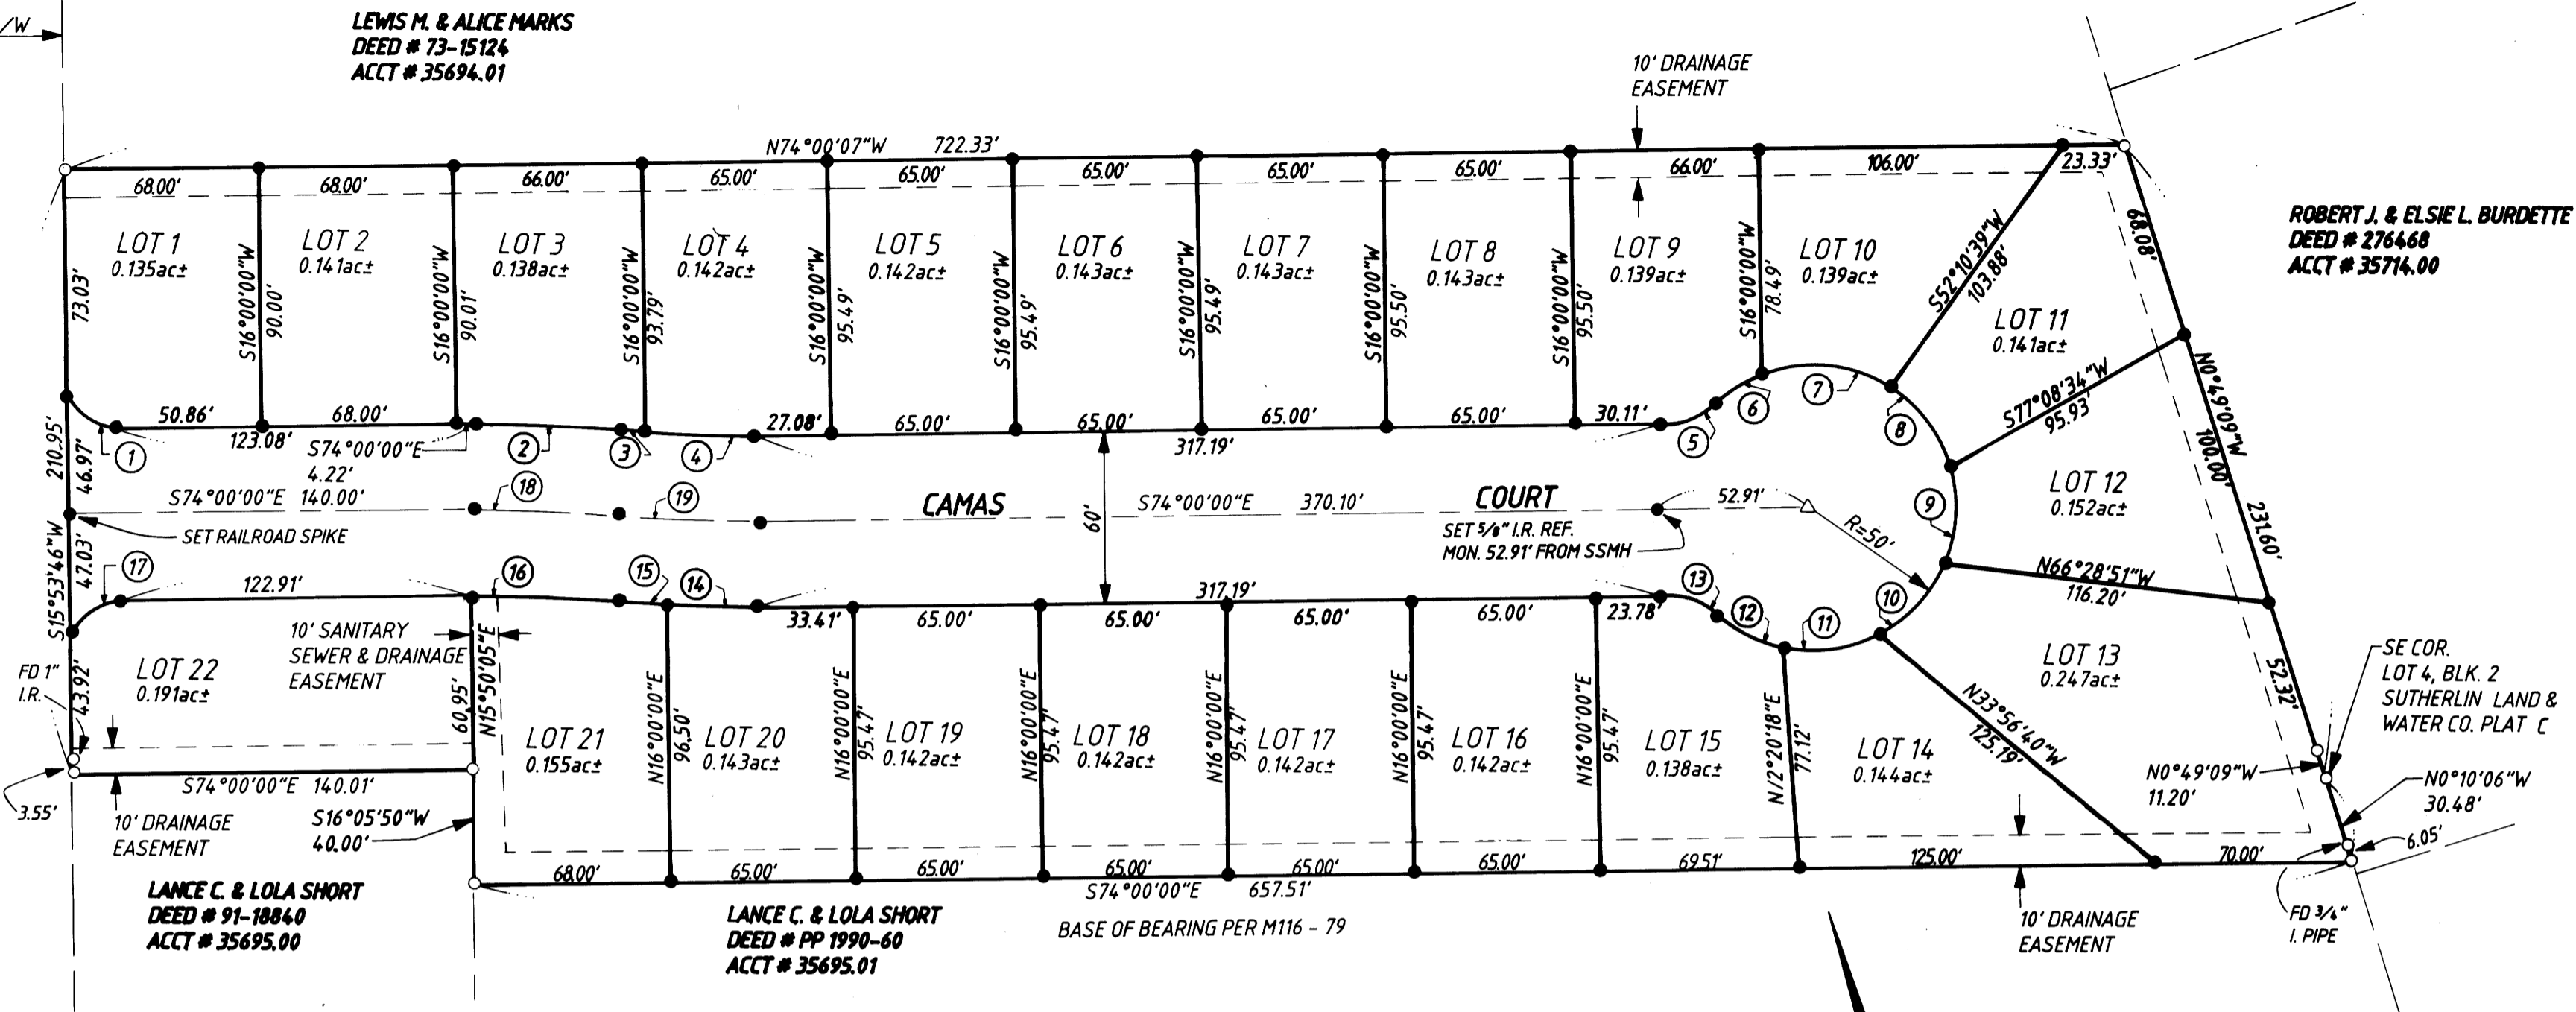 /W
LEWIS M. & ALICE MARKS
DEED # 73-15124
ACCT # 35694.01
10' DRAINAGE
EASEMENT
N74°00'07"W 722.33'
68.00'
68.00'
66.00'
65.00'
65.00'
65.00'
65.00'
65.00'
66.00'
106.00'
23.33'
ROBERT J. & ELSIE L. BURDETTE
DEED # 276468
ACCT # 35714.00
LOT 1
0.135ac±
LOT 2
0.141ac±
LOT 3
0.138ac±
LOT 4
0.142ac±
LOT 5
0.142ac±
LOT 6
0.143ac±
LOT 7
0.143ac±
LOT 8
0.143ac±
LOT 9
0.139ac±
LOT 10
0.139ac±
LOT 11
0.141ac±
LOT 12
0.152ac±
73.03'
S16°00'00"W
90.00'
S16°00'00"W
90.01'
S16°00'00"W
93.79'
S16°00'00"W
95.49'
S16°00'00"W
95.49'
S16°00'00"W
95.49'
S16°00'00"W
95.50'
S16°00'00"W
95.50'
S16°00'00"W
78.49'
S52°10'39"W
103.88'
S77°08'34"W
95.93'
68.08'
N0°49'09"W
100.00'
231.60'
50.86'
68.00'
123.08'
S74°00'00"E
4.22'
27.08'
65.00'
65.00'
65.00'
65.00'
30.11'
317.19'
1
2
3
4
5
6
7
8
9
210.95'
46.97'
S74°00'00"E 140.00'
18
19
CAMAS
COURT
60'
S74°00'00"E 370.10'
52.91'
R=50'
SET RAILROAD SPIKE
SET 5/8" I.R. REF.
MON. 52.91' FROM SSMH
S15°53'46"W
47.03'
17
122.91'
16
15
14
33.41'
65.00'
65.00'
65.00'
65.00'
23.78'
317.19'
13
12
11
10
N66°28'51"W
116.20'
10' SANITARY
SEWER & DRAINAGE
EASEMENT
FD 1"
I.R.
43.92'
LOT 22
0.191ac±
60.95'
N15°50'05"E
LOT 21
0.155ac±
N16°00'00"E
96.50'
LOT 20
0.143ac±
N16°00'00"E
95.47'
LOT 19
0.142ac±
N16°00'00"E
95.47'
LOT 18
0.142ac±
N16°00'00"E
95.47'
LOT 17
0.142ac±
N16°00'00"E
95.47'
LOT 16
0.142ac±
N16°00'00"E
95.47'
LOT 15
0.138ac±
N12°20'18"E
77.12'
LOT 14
0.144ac±
N33°56'40"W
125.19'
LOT 13
0.247ac±
52.32'
SE COR.
LOT 4, BLK. 2
SUTHERLIN LAND &
WATER CO. PLAT C
N0°49'09"W
11.20'
N0°10'06"W
30.48'
6.05'
3.55'
S74°00'00"E 140.01'
10' DRAINAGE
EASEMENT
S16°05'50"W
40.00'
68.00'
65.00'
65.00'
65.00'
65.00'
65.00'
69.51'
125.00'
70.00'
S74°00'00"E 657.51'
BASE OF BEARING PER M116 - 79
LANCE C. & LOLA SHORT
DEED # 91-18840
ACCT # 35695.00
LANCE C. & LOLA SHORT
DEED # PP 1990-60
ACCT # 35695.01
10' DRAINAGE
EASEMENT
FD 3/4"
I. PIPE